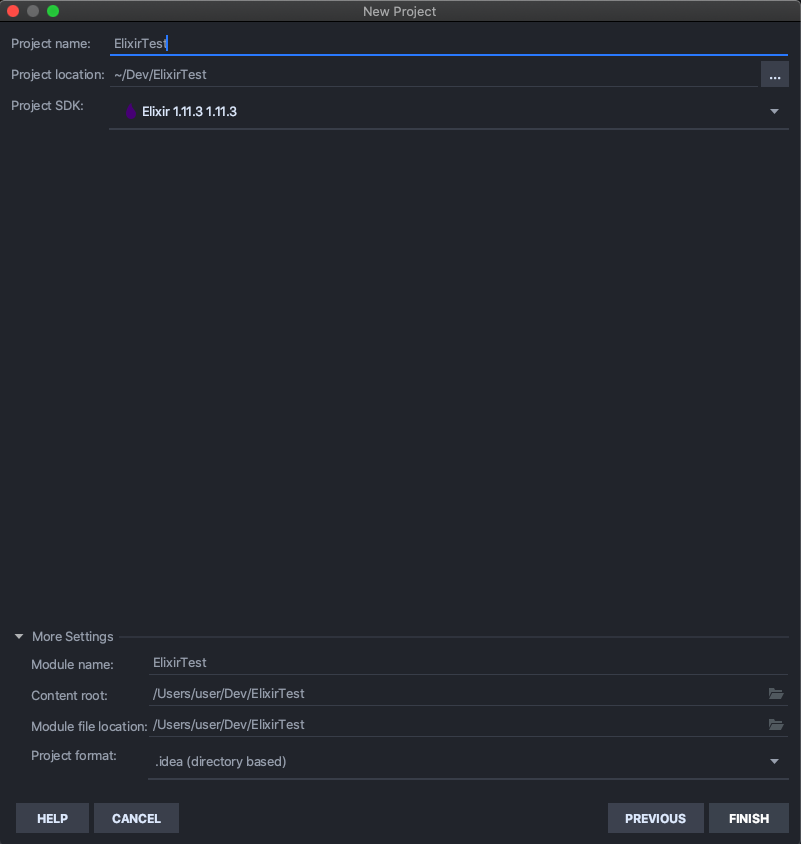 New Project
Project name: ElixirTest
Project location: ~/Dev/ElixirTest ...
Project SDK: Elixir 1.11.3 1.11.3
More Settings
Module name: ElixirTest
Content root: /Users/user/Dev/ElixirTest
Module file location: /Users/user/Dev/ElixirTest
Project format: .idea (directory based)
HELP CANCEL PREVIOUS FINISH